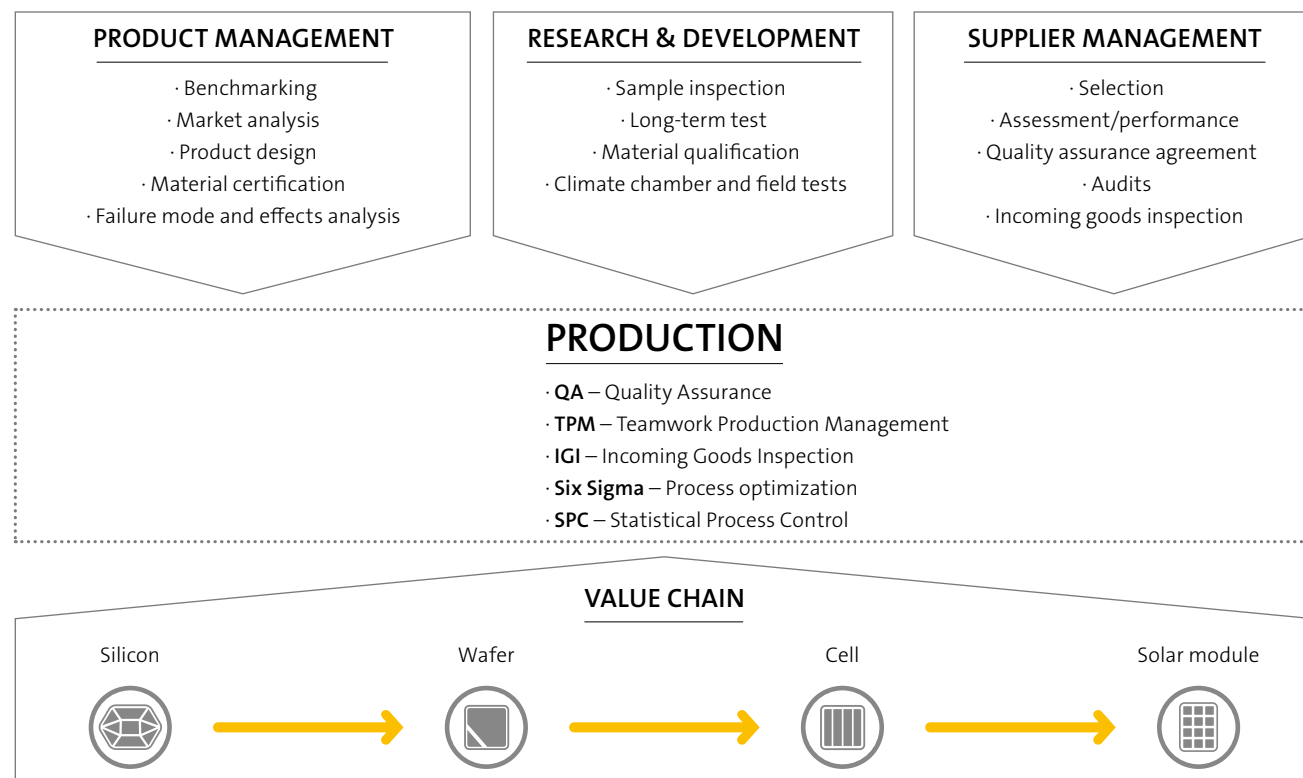 PRODUCT MANAGEMENT
· Benchmarking
· Market analysis
· Product design
· Material certification
· Failure mode and effects analysis
RESEARCH & DEVELOPMENT
· Sample inspection
· Long-term test
· Material qualification
· Climate chamber and field tests
SUPPLIER MANAGEMENT
· Selection
· Assessment/performance
· Quality assurance agreement
· Audits
· Incoming goods inspection
PRODUCTION
· QA – Quality Assurance
· TPM – Teamwork Production Management
· IGI – Incoming Goods Inspection
· Six Sigma – Process optimization
· SPC – Statistical Process Control
VALUE CHAIN
Silicon
Wafer
Cell
Solar module